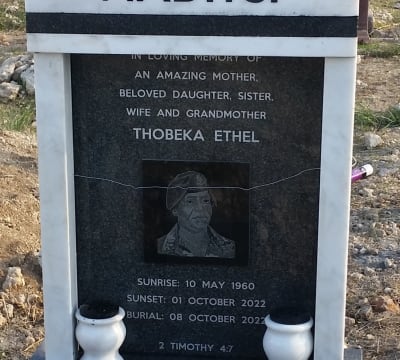 IN LOVING MEMORY OF
AN AMAZING MOTHER,
BELOVED DAUGHTER, SISTER,
WIFE AND GRANDMOTHER
THOBEKA ETHEL
SUNRISE: 10 MAY 1960
SUNSET: 01 OCTOBER 2022
BURIAL: 08 OCTOBER 2022
2 TIMOTHY 4:7